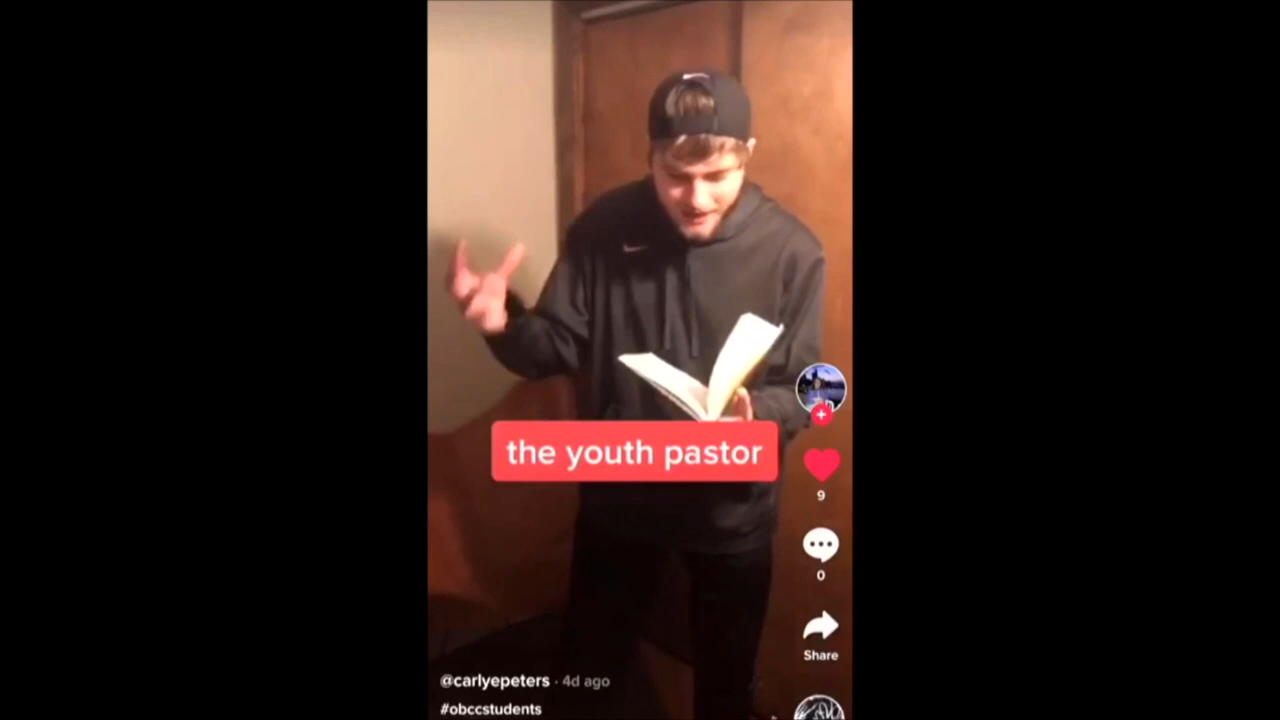 the youth pastor
9
0
Share
@carlyepeters · 4d ago
#obccstudents